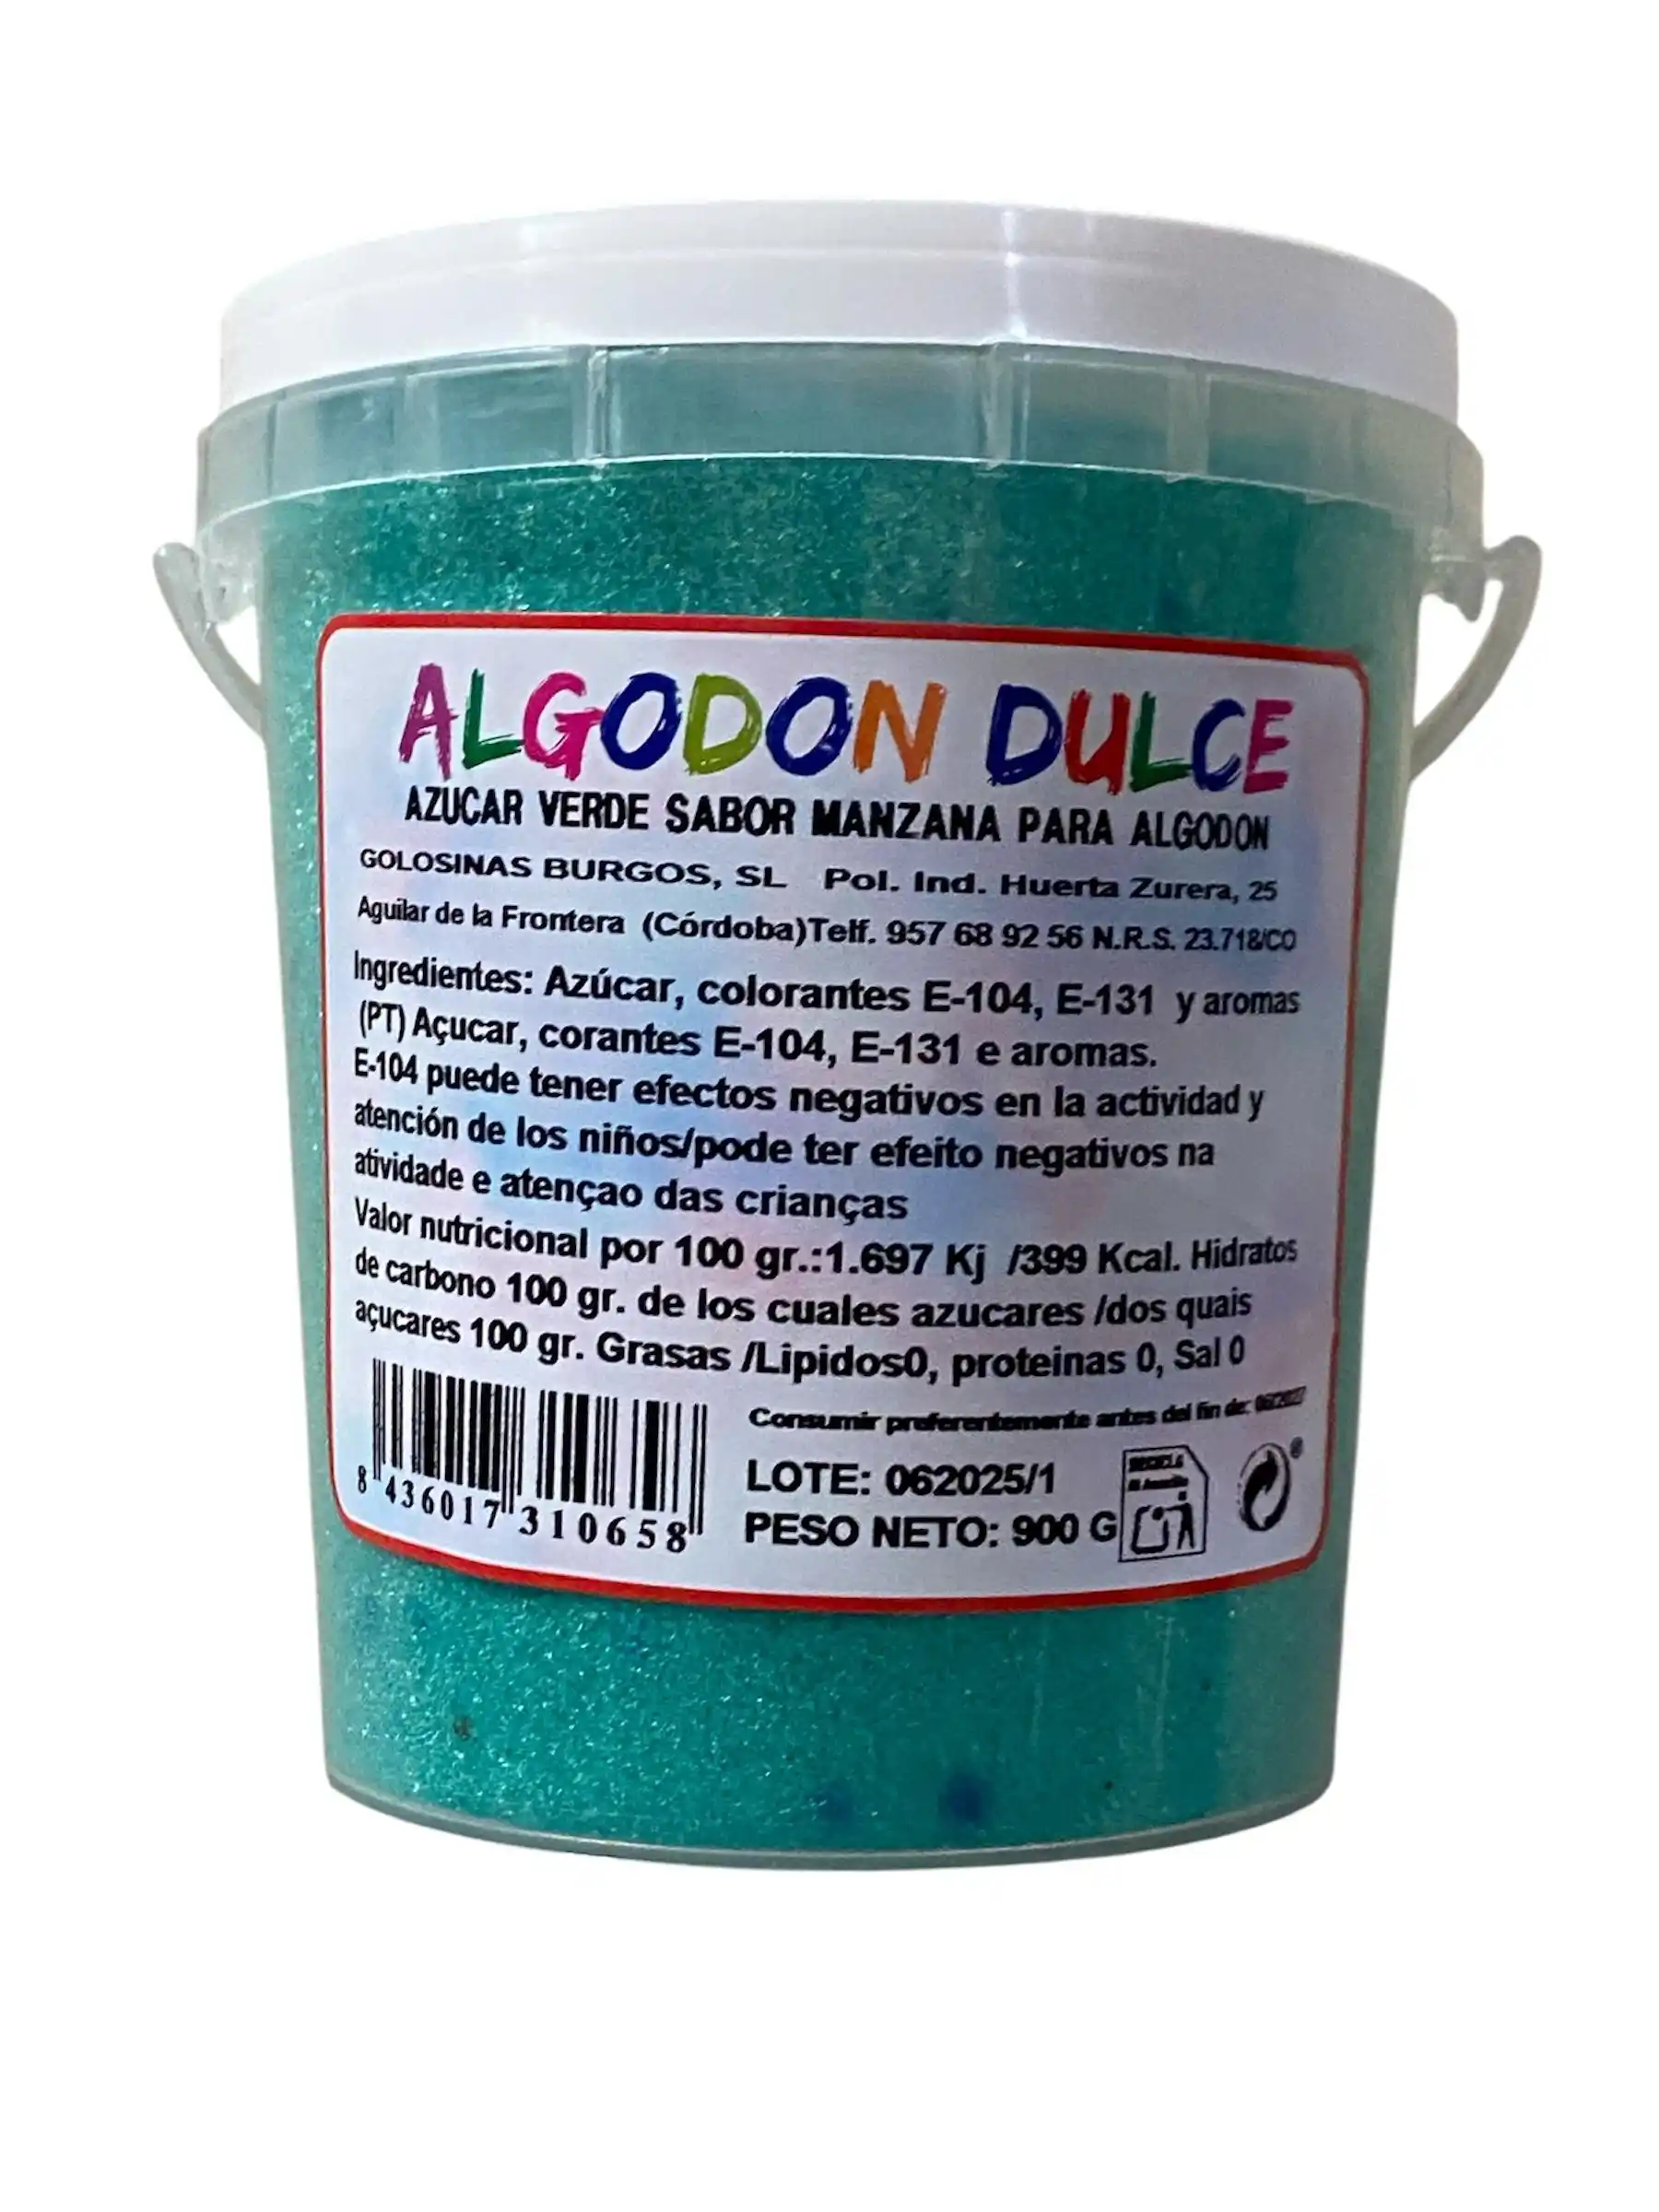 ALGODON DULCE
AZUCAR VERDE SABOR MANZANA PARA ALGODON
GOLOSINAS BURGOS, SL Pol. Ind. Huerta Zurera, 25
Aguilar de la Frontera (Córdoba)Telf. 957 68 92 56 N.R.S. 23.718/CO
Ingredientes: Azúcar, colorantes E-104, E-131 y aromas
(PT) Açucar, corantes E-104, E-131 e aromas.
E-104 puede tener efectos negativos en la actividad y
atención de los niños/pode ter efeito negativos na
atividade e atençao das crianças
Valor nutricional por 100 gr.:1.697 Kj /399 Kcal. Hidratos
de carbono 100 gr. de los cuales azucares /dos quais
açucares 100 gr. Grasas /Lipidos0, proteinas 0, Sal 0
Consumir preferentemente antes del fin de:
LOTE: 062025/1
PESO NETO: 900 G
RECICLA
al Amarillo
8 436017 310658